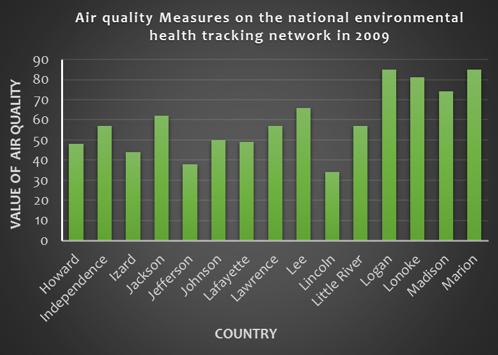 Air quality Measures on the national environmental
health tracking network in 2009
VALUE OF AIR QUALITY
90
80
70
60
50
40
30
20
10
0
Howard
Independence
Izard
Jackson
Jefferson
Johnson
Lafayette
Lawrence
Lee
Lincoln
Little River
Logan
Lonoke
Madison
Marion
COUNTRY